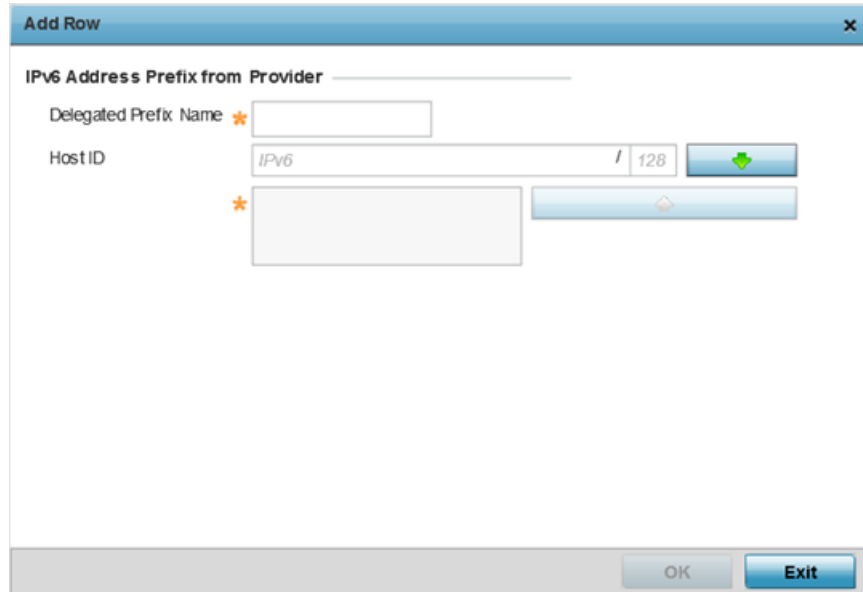 Add Row ×
IPv6 Address Prefix from Provider
Delegated Prefix Name *
Host ID IPv6 / 128
*
OK Exit